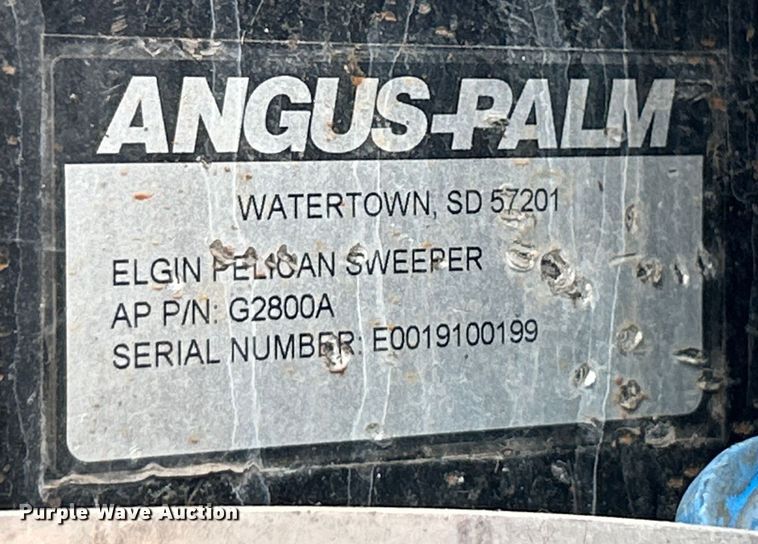 ANGUS-PALM
WATERTOWN, SD 57201
ELGIN PELICAN SWEEPER
AP P/N: G2800A
SERIAL NUMBER: E0019100199
Purple Wave Auction